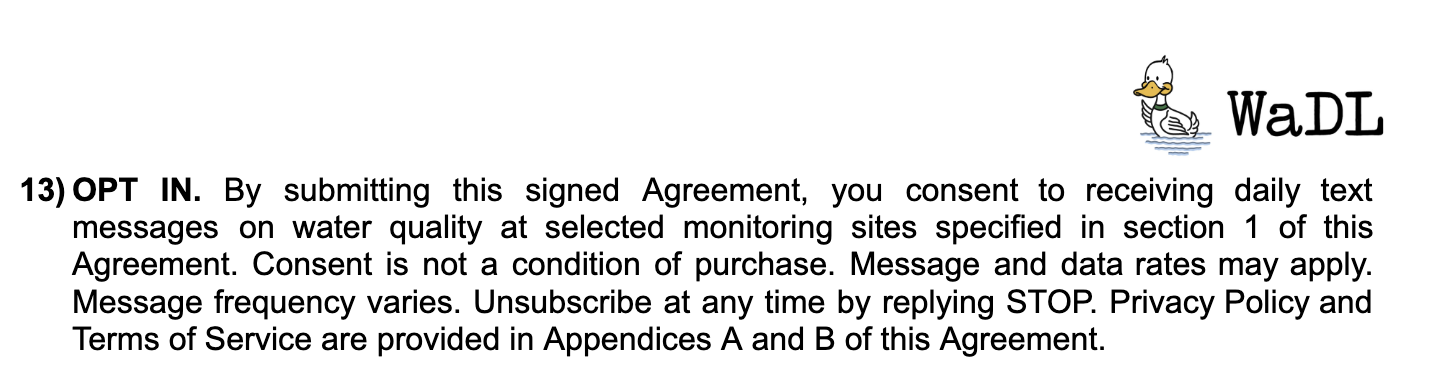 WaDL
13) OPT IN. By submitting this signed Agreement, you consent to receiving daily text
messages on water quality at selected monitoring sites specified in section 1 of this
Agreement. Consent is not a condition of purchase. Message and data rates may apply.
Message frequency varies. Unsubscribe at any time by replying STOP. Privacy Policy and
Terms of Service are provided in Appendices A and B of this Agreement.